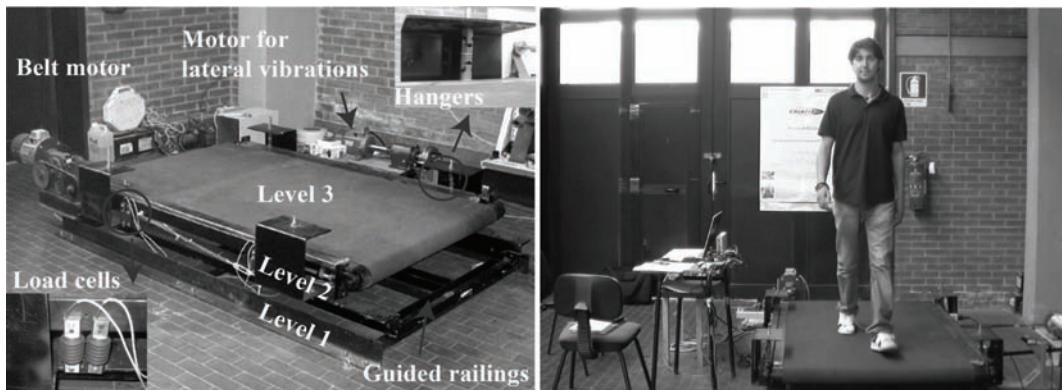 Belt motor
Motor for
lateral vibrations
Hangers
Level 3
Load cells
Level 2
Level 1
Guided railings